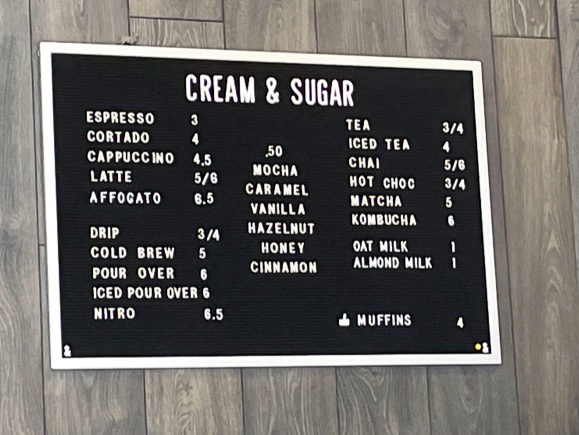 CREAM & SUGAR
ESPRESSO 3
CORTADO 4
CAPPUCCINO 4.5
LATTE 5/6
AFFOGATO 6.5
DRIP 3/4
COLD BREW 5
POUR OVER 6
ICED POUR OVER 6
NITRO 6.5
.50
MOCHA
CARAMEL
VANILLA
HAZELNUT
HONEY
CINNAMON
TEA 3/4
ICED TEA 4
CHAI 5/6
HOT CHOC 3/4
MATCHA 5
KOMBUCHA 6
OAT MILK 1
ALMOND MILK 1
MUFFINS 4
&
&